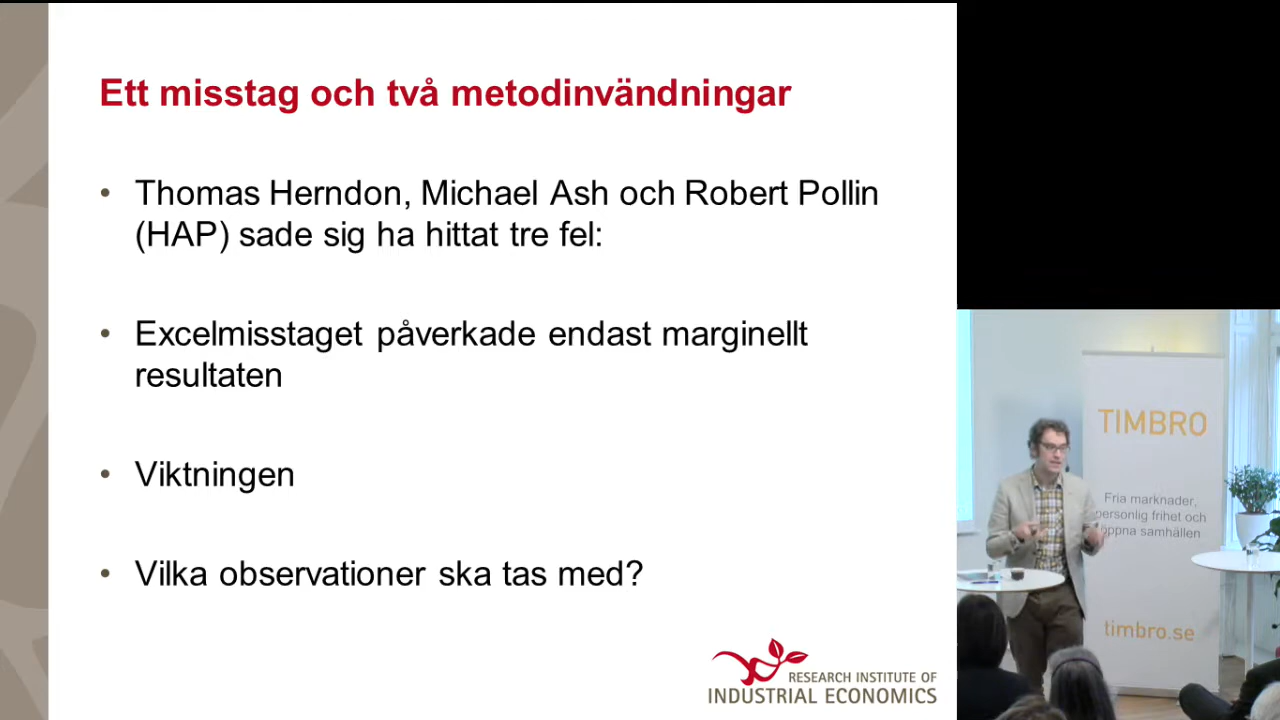 Ett misstag och två metodinvändningar
• Thomas Herndon, Michael Ash och Robert Pollin
(HAP) sade sig ha hittat tre fel:
• Excelmisstaget påverkade endast marginellt
resultaten
• Viktningen
• Vilka observationer ska tas med?
RESEARCH INSTITUTE OF
INDUSTRIAL ECONOMICS
TIMBRO
Fria marknader,
personlig frihet och
öppna samhällen
timbro.se